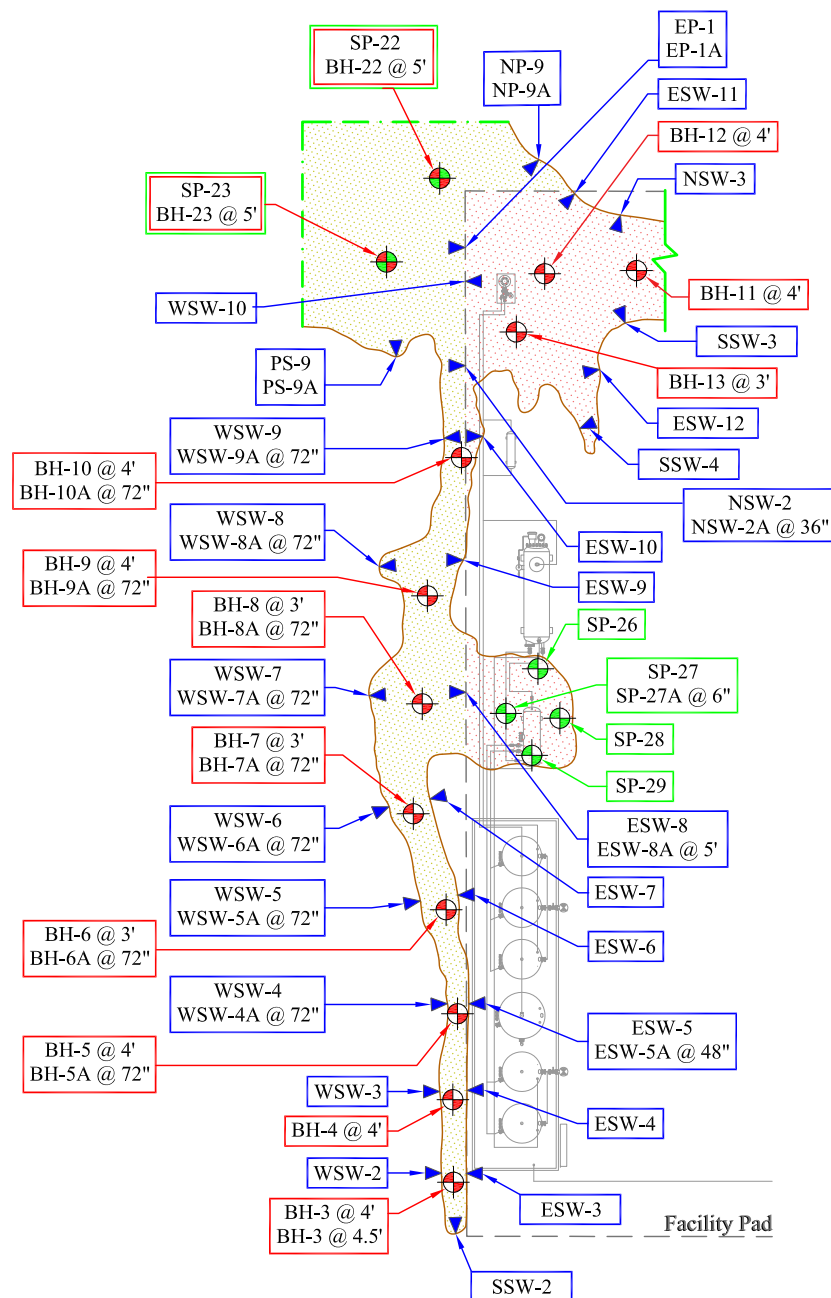 EP-1
EP-1A
SP-22
BH-22 @ 5'
NP-9
NP-9A
ESW-11
BH-12 @ 4'
NSW-3
SP-23
BH-23 @ 5'
BH-11 @ 4'
WSW-10
SSW-3
PS-9
PS-9A
BH-13 @ 3'
ESW-12
WSW-9
WSW-9A @ 72"
SSW-4
BH-10 @ 4'
BH-10A @ 72"
NSW-2
NSW-2A @ 36"
WSW-8
WSW-8A @ 72"
ESW-10
BH-9 @ 4'
BH-9A @ 72"
ESW-9
BH-8 @ 3'
BH-8A @ 72"
SP-26
WSW-7
WSW-7A @ 72"
SP-27
SP-27A @ 6"
SP-28
BH-7 @ 3'
BH-7A @ 72"
SP-29
WSW-6
WSW-6A @ 72"
ESW-8
ESW-8A @ 5'
ESW-7
WSW-5
WSW-5A @ 72"
BH-6 @ 3'
BH-6A @ 72"
ESW-6
WSW-4
WSW-4A @ 72"
ESW-5
ESW-5A @ 48"
BH-5 @ 4'
BH-5A @ 72"
WSW-3
BH-4 @ 4'
ESW-4
WSW-2
BH-3 @ 4'
BH-3 @ 4.5'
ESW-3
Facility Pad
SSW-2